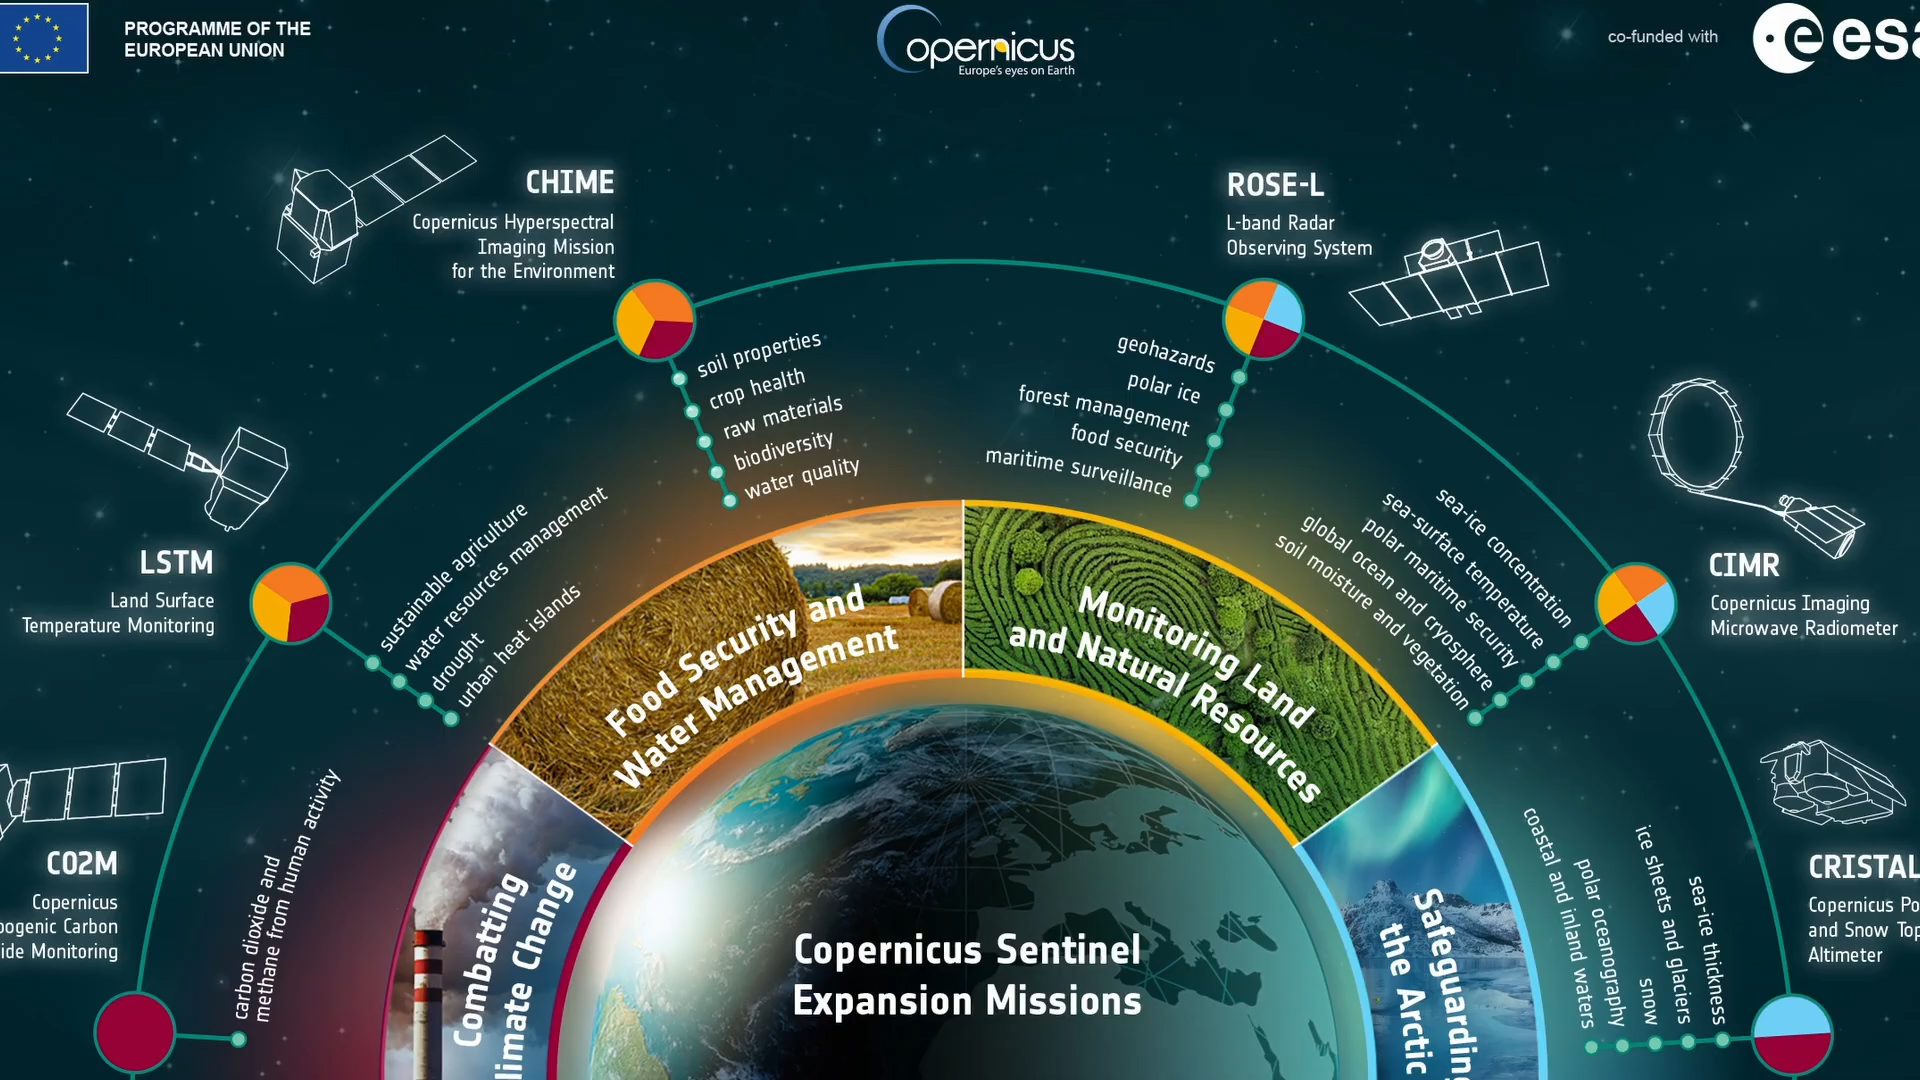 PROGRAMME OF THE
EUROPEAN UNION
opernicus
Europe's eyes on Earth
co-funded with
esa
CHIME
Copernicus Hyperspectral
Imaging Mission
for the Environment
ROSE-L
L-band Radar
Observing System
soil properties
crop health
raw materials
biodiversity
water quality
geohazards
polar ice
forest management
food security
maritime surveillance
LSTM
Land Surface
Temperature Monitoring
sustainable agriculture
water resources management
drought
urban heat islands
sea-ice concentration
sea-surface temperature
polar maritime security
global ocean and cryosphere
soil moisture and vegetation
CIMR
Copernicus Imaging
Microwave Radiometer
Food Security and
Water Management
Monitoring Land
and Natural Resources
CO2M
Copernicus
pogenic Carbon
ide Monitoring
carbon dioxide and
methane from human activity
Combatting
limate Change
Copernicus Sentinel
Expansion Missions
Safeguarding
the Arctic
coastal and inland waters
polar oceanography
snow
ice sheets and glaciers
sea-ice thickness
CRISTAL
Copernicus Po
and Snow Top
Altimeter